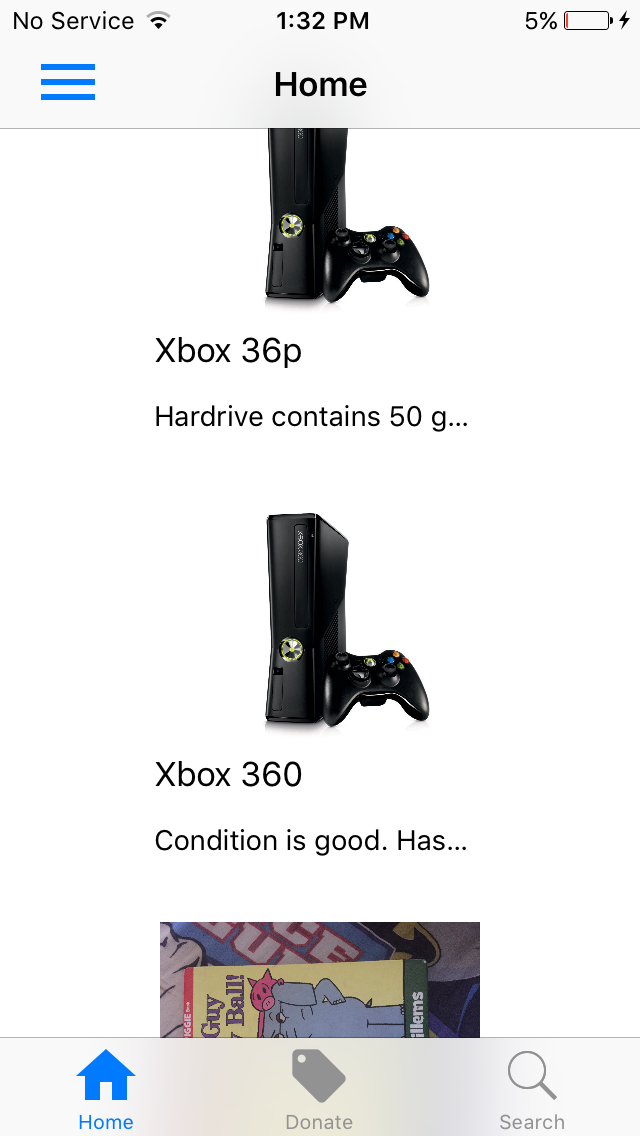 No Service 1:32 PM 5%
Home
Xbox 36p
Hardrive contains 50 g...
XBOX360
Xbox 360
Condition is good. Has...
Guy
Ball!
illems
Home Donate Search